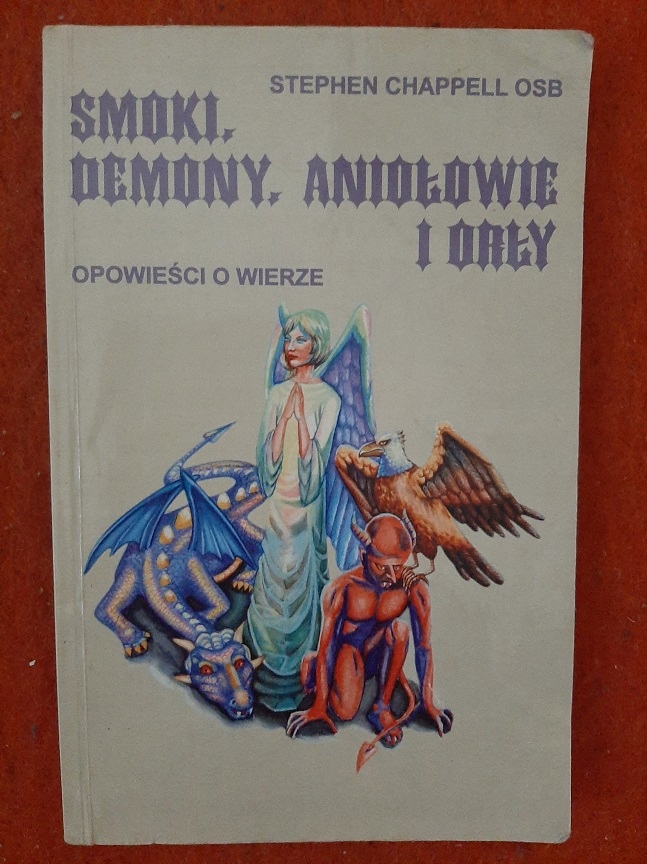 STEPHEN CHAPPELL OSB
SMOKI,
DEMONY, ANIOŁOWIE
I ORŁY
OPOWIEŚCI O WIERZE